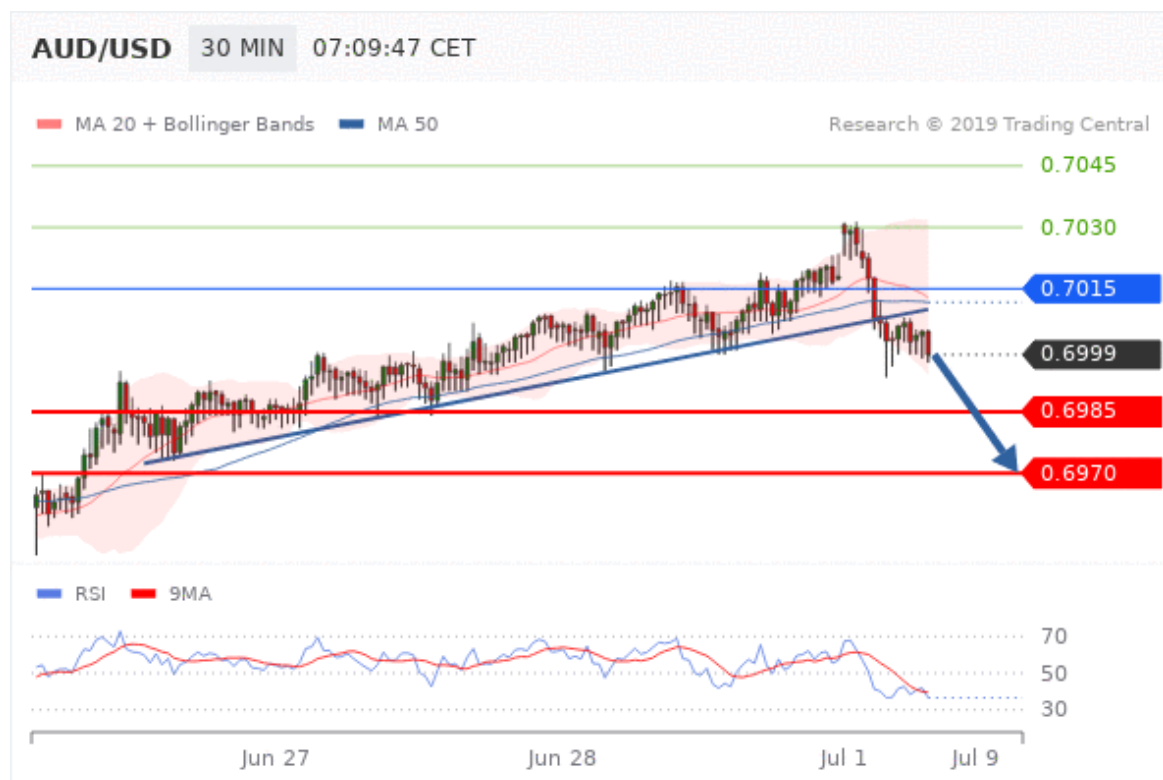 AUD/USD 30 MIN 07:09:47 CET
MA 20 + Bollinger Bands MA 50 Research © 2019 Trading Central
0.7045
0.7030
0.7015
0.6999
0.6985
0.6970
RSI 9MA
70
50
30
Jun 27 Jun 28 Jul 1 Jul 9